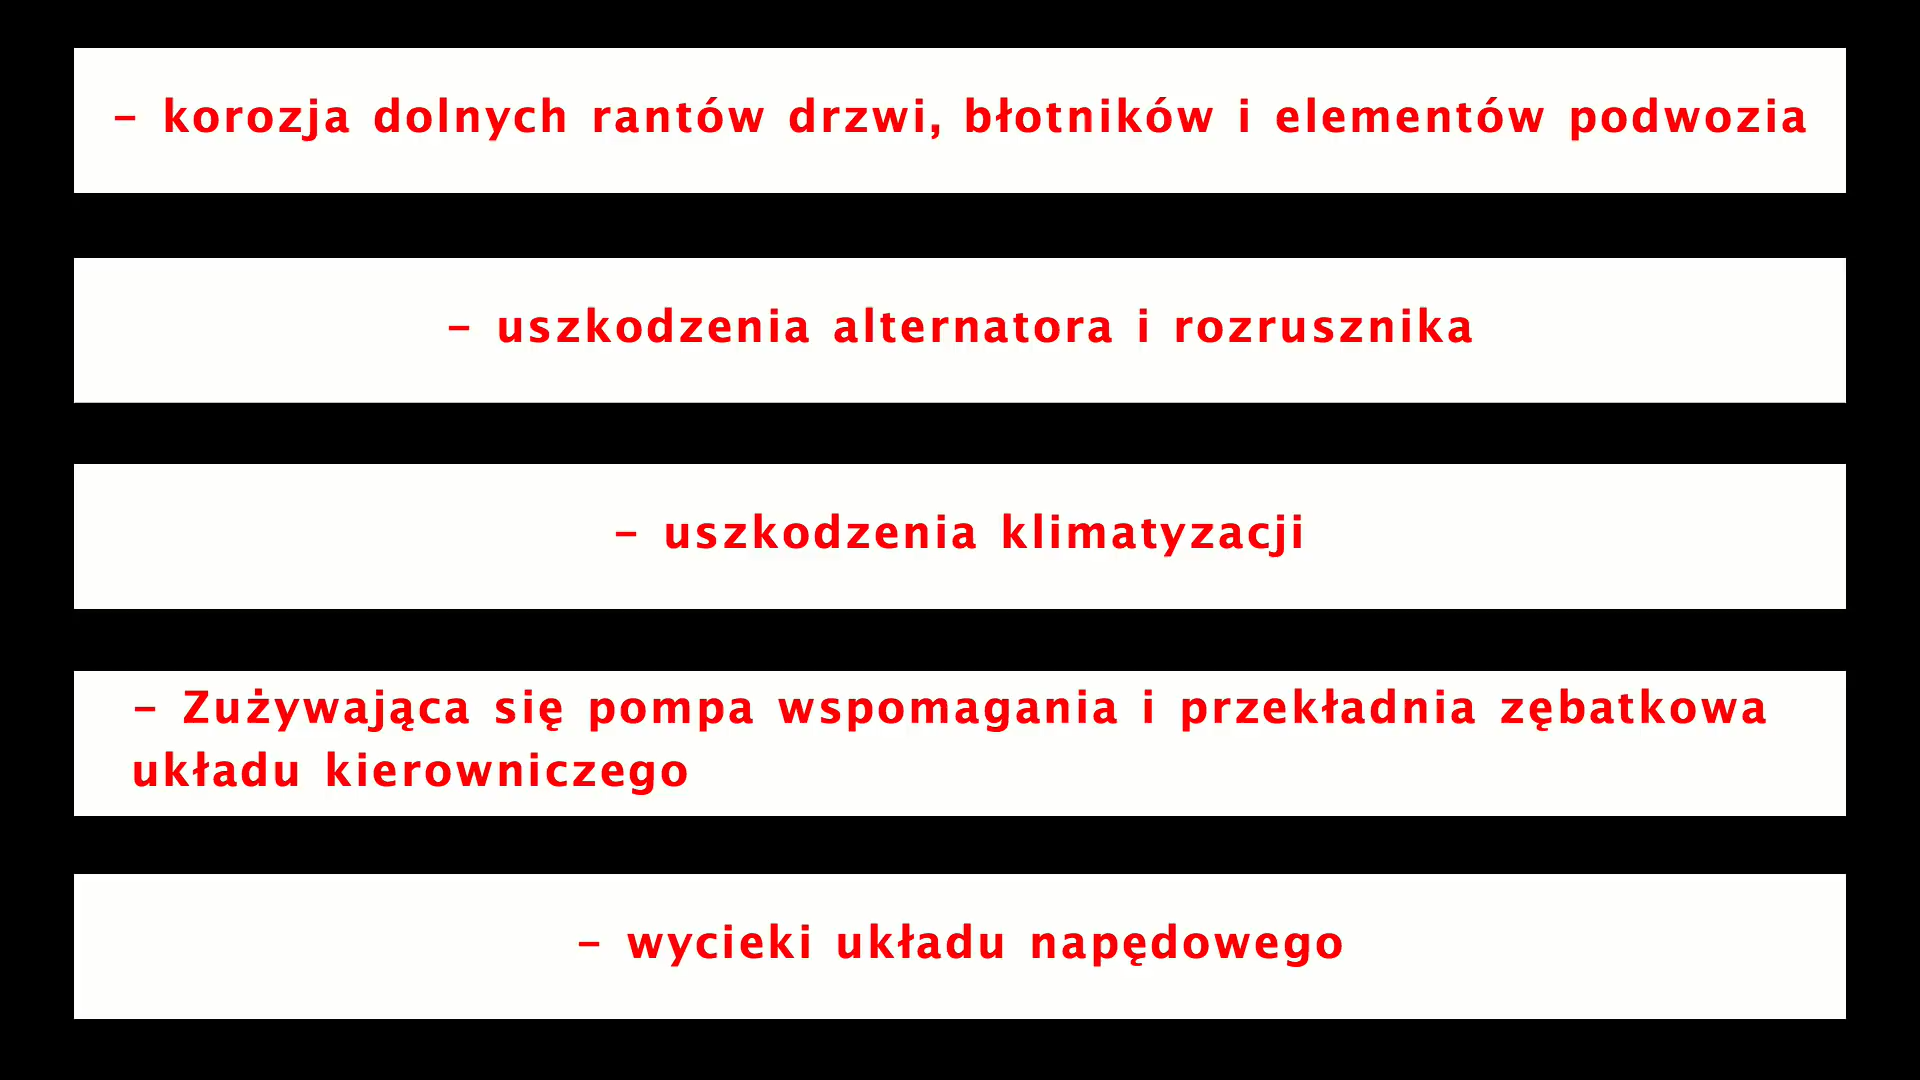 – korozja dolnych rantów drzwi, błotników i elementów podwozia
– uszkodzenia alternatora i rozrusznika
– uszkodzenia klimatyzacji
– Zużywająca się pompa wspomagania i przekładnia zębatkowa
układu kierowniczego
– wycieki układu napędowego